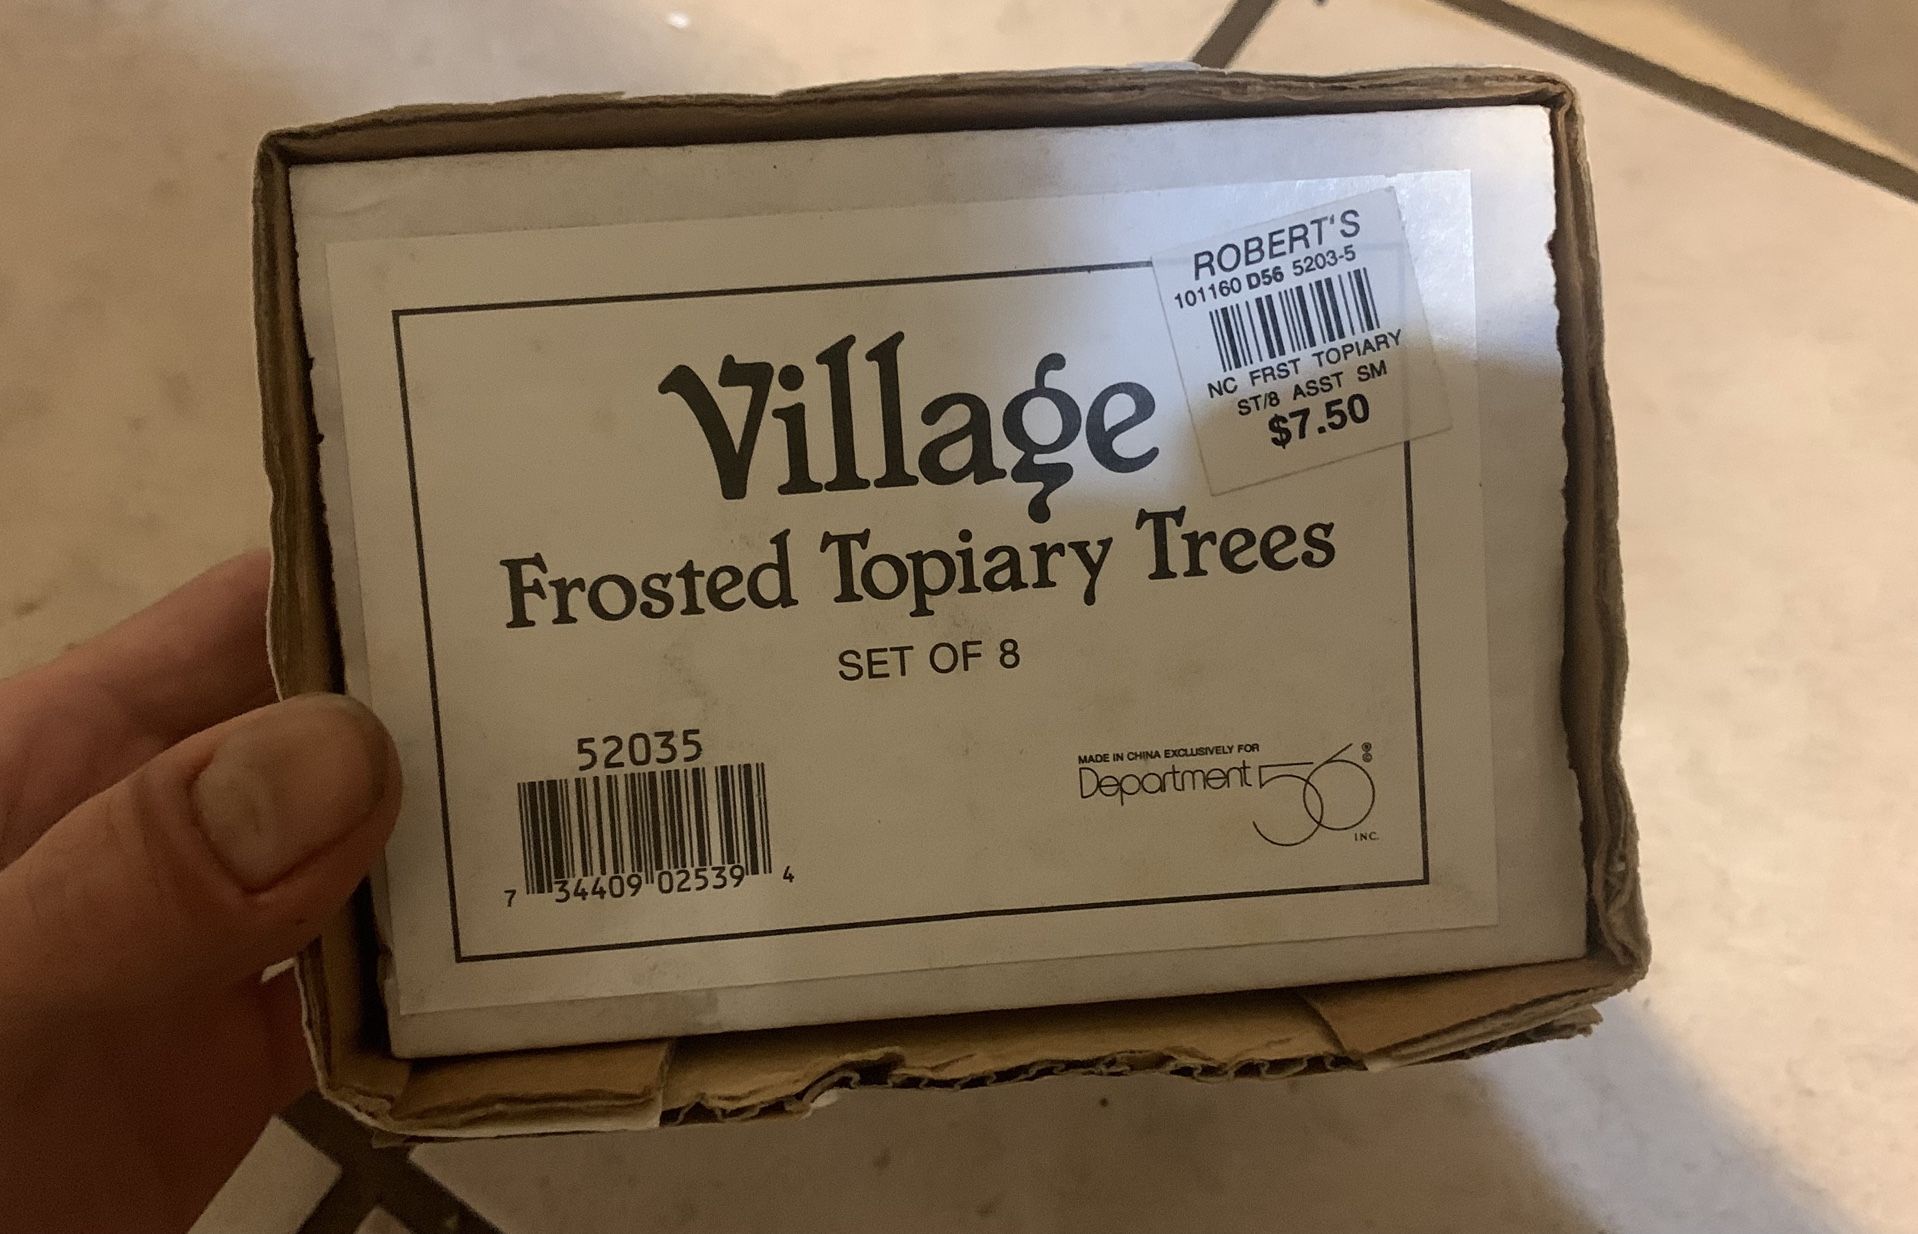 ROBERT'S
101160 D56 5203-5
NC FRST TOPIARY
ST/8 ASST SM
$7.50
Village
Frosted Topiary Trees
SET OF 8
52035
7 34409 02539 4
MADE IN CHINA EXCLUSIVELY FOR
Department 56 ®©
INC.